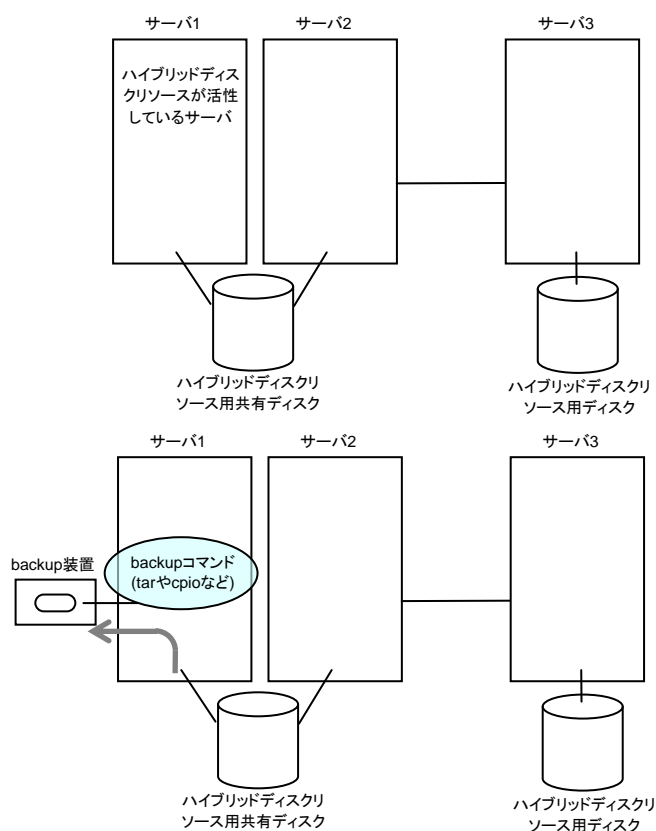 サーバ1
サーバ2
サーバ3
ハイブリッドディス
クリソースが活性
しているサーバ
ハイブリッドディスクリ
ソース用共有ディスク
ハイブリッドディスクリ
ソース用ディスク
サーバ1
サーバ2
サーバ3
backup装置
backupコマンド
(tarやcpioなど)
ハイブリッドディスクリ
ソース用共有ディスク
ハイブリッドディスクリ
ソース用ディスク